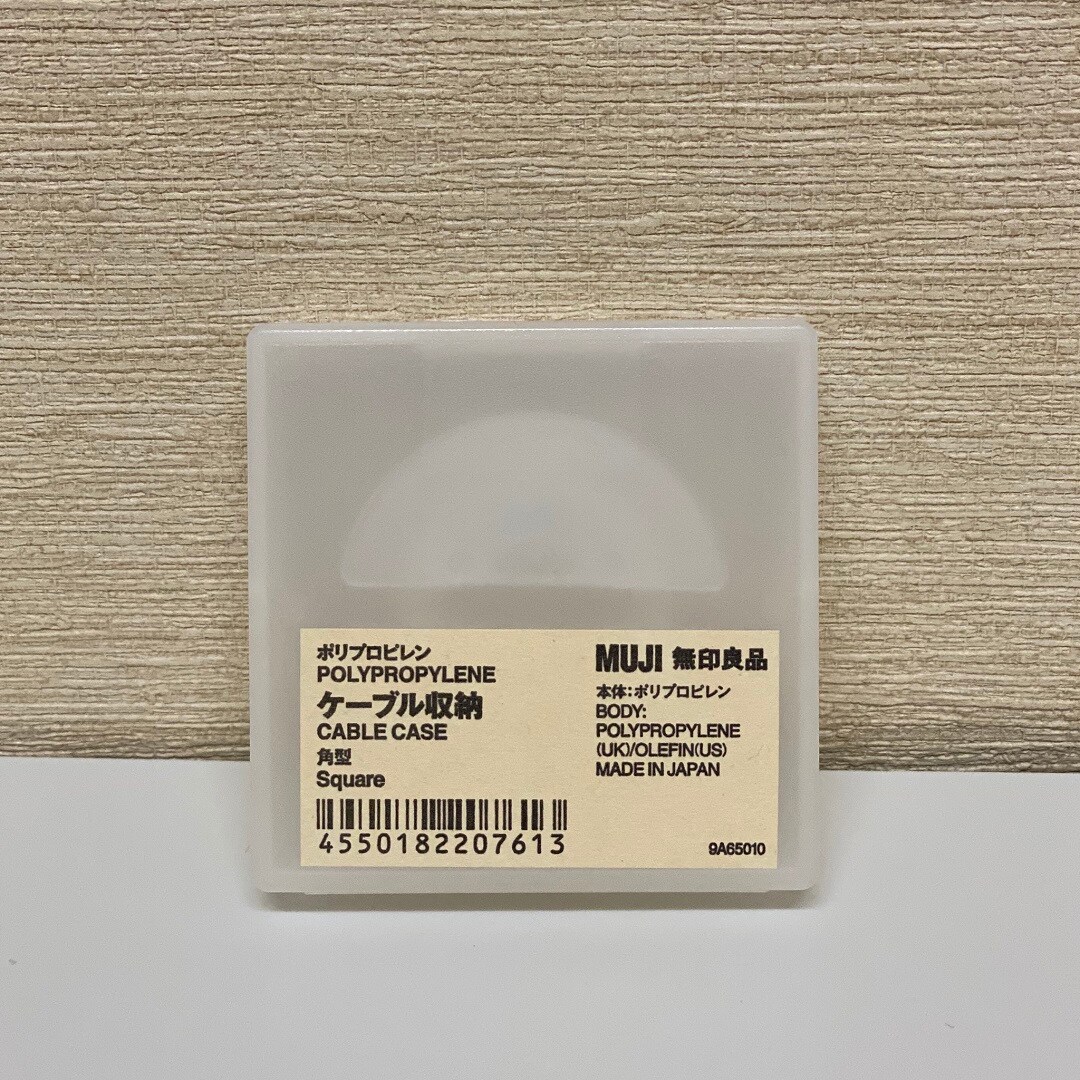 ポリプロピレン
POLYPROPYLENE
ケーブル収納
CABLE CASE
角型
Square
4550182207613
MUJI 無印良品
本体:ポリプロピレン
BODY:
POLYPROPYLENE
(UK)/OLEFIN(US)
MADE IN JAPAN
9A65010